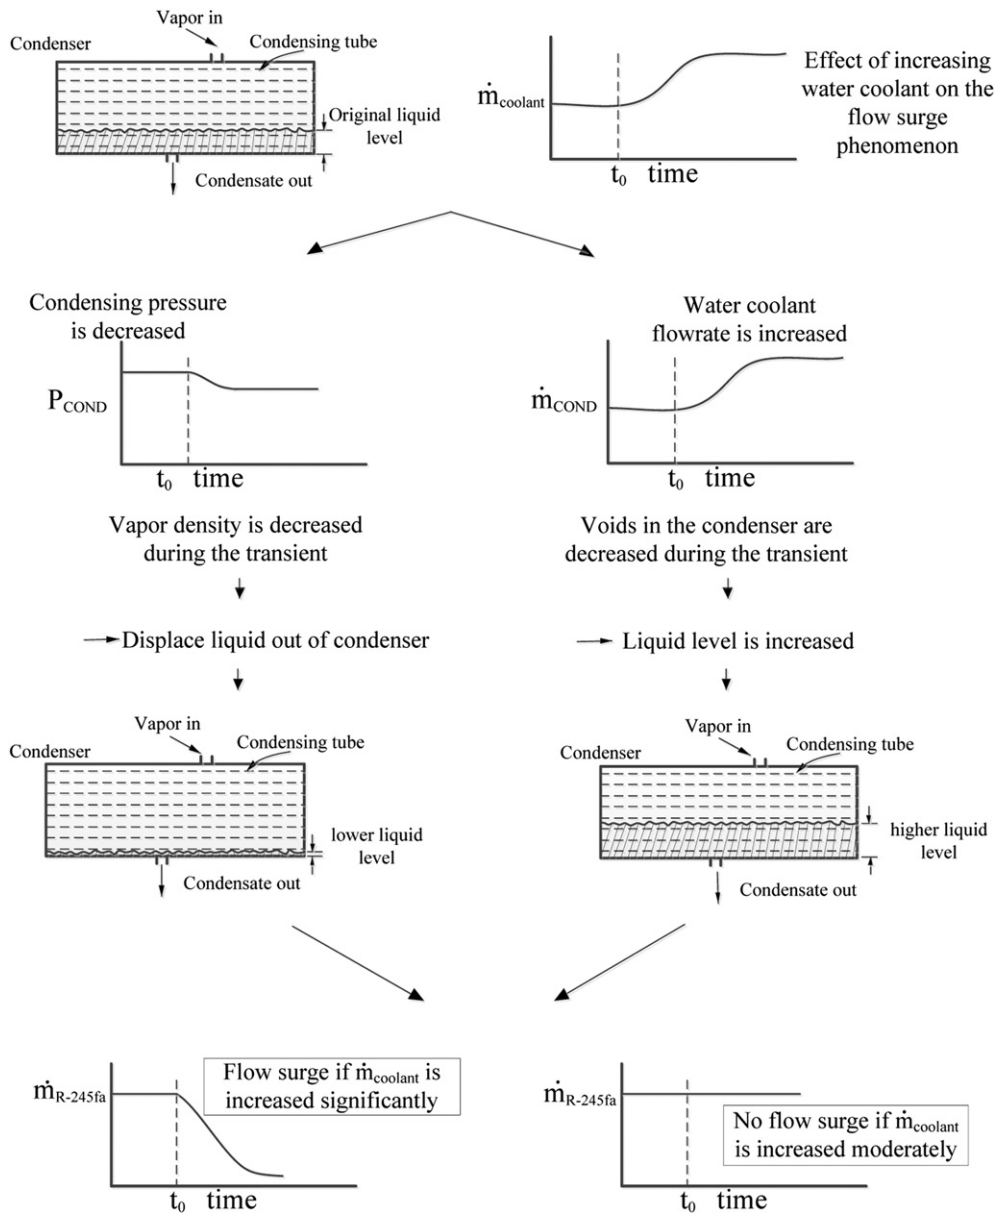 Vapor in
Condenser
Condensing tube
Original liquid
level
Condensate out
ṁcoolant
t0 time
Effect of increasing
water coolant on the
flow surge
phenomenon
Condensing pressure
is decreased
PCOND
t0 time
Water coolant
flowrate is increased
ṁCOND
t0 time
Vapor density is decreased
during the transient
Voids in the condenser are
decreased during the transient
Displace liquid out of condenser
Liquid level is increased
Vapor in
Condenser
Condensing tube
lower liquid
level
Condensate out
Vapor in
Condenser
Condensing tube
higher liquid
level
Condensate out
ṁR-245fa
Flow surge if ṁcoolant is
increased significantly
t0 time
ṁR-245fa
No flow surge if ṁcoolant
is increased moderately
t0 time